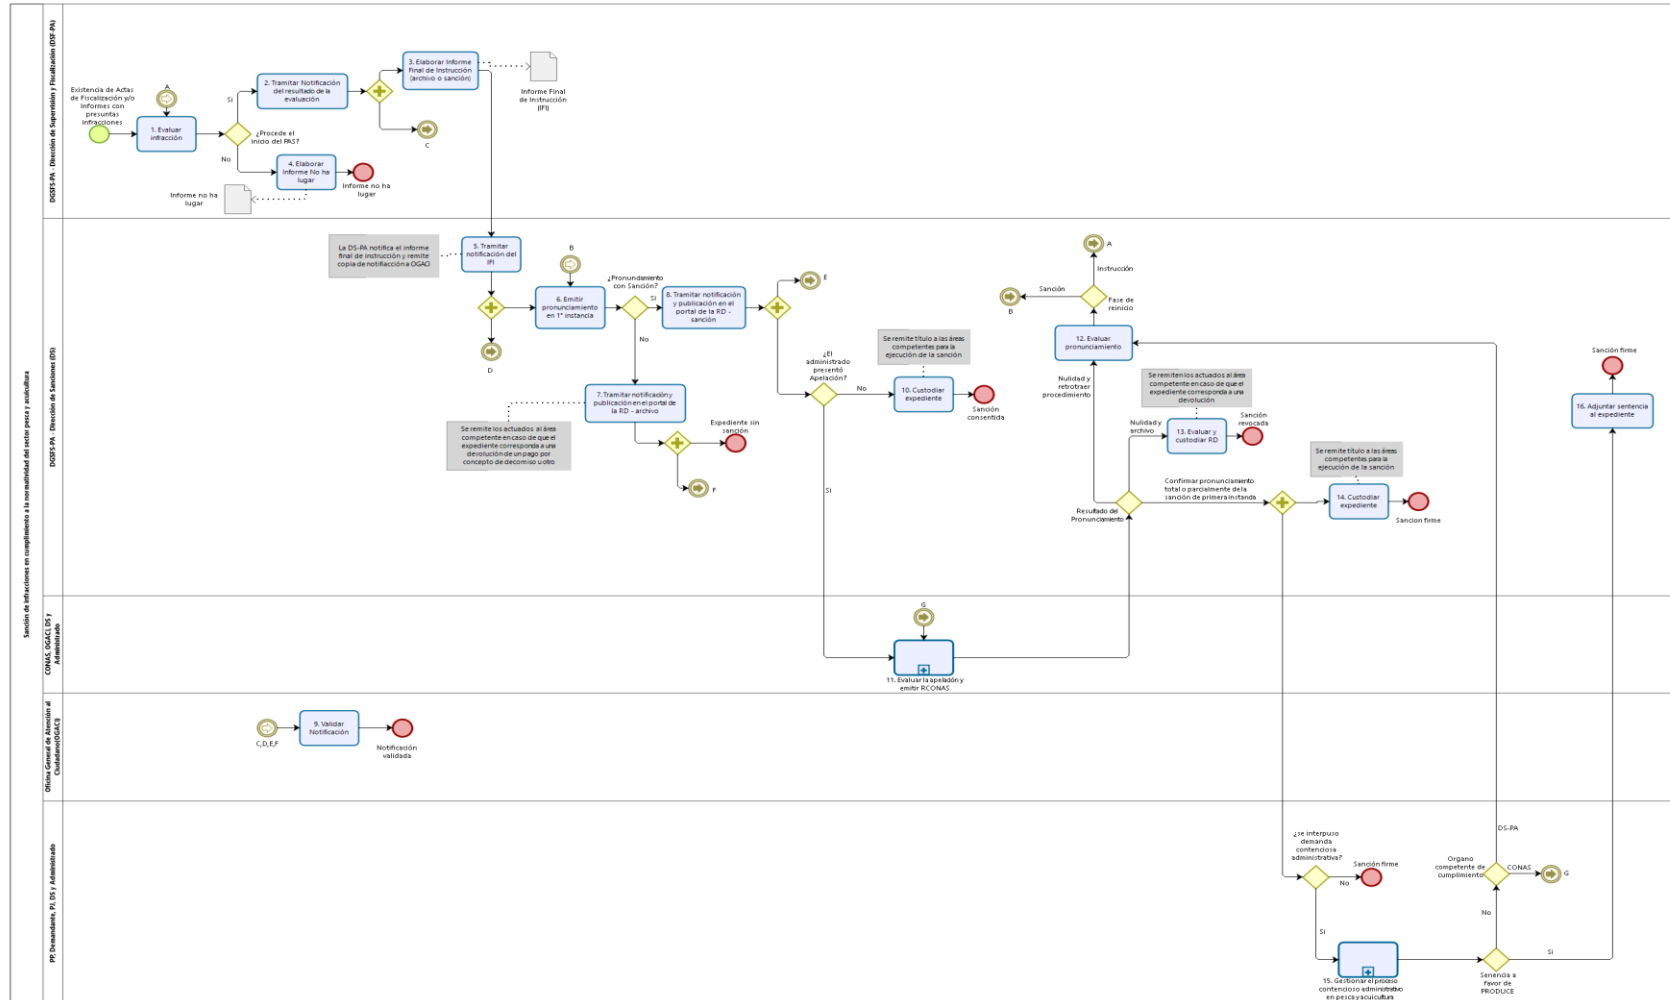 Sanción de infracciones en cumplimiento a la normatividad del sector pesca y acuicultura
DGSFS-PA - Dirección de Supervisión y Fiscalización (DSF-PA)
Existencia de Actas
de Fiscalización y/o
Informes con
presuntas
infracciones
A
1. Evaluar
infracción
¿Procede el
inicio del PAS?
Si
No
2. Tramitar Notificación
del resultado de la
evaluación
3. Elaborar Informe
Final de Instrucción
(archivo o sanción)
Informe Final
de Instrucción
(IFI)
C
4. Elaborar
Informe No ha
lugar
Informe no ha
lugar
Informe no ha
lugar
DGSFS-PA - Dirección de Sanciones (DS)
La DS-PA notifica el informe
final de instrucción y remite
copia de notifiacción a OGACI
5. Tramitar
notificación del
IFI
D
B
6. Emitir
pronunciamiento
en 1° instancia
¿Pronundamiento
con Sanción?
Si
No
8. Tramitar notificación
y publicación en el
portal de la RD -
sanción
E
7. Tramitar notificación y
publicación en el portal de
la RD - archivo
Se remite los actuados al área
competente en caso de que el
expediente corresponda a una
devolución de un pago por
concepto de decomiso u otro
Expediente sin
sanción
F
¿El
administrado
presentó
Apelación?
No
Si
Se remite título a las áreas
competentes para la
ejecución de la sanción
10. Custodiar
expediente
Sanción
consentida
A
Instrucción
Sanción
B
Fase de
reinicio
12. Evaluar
pronunciamiento
Nulidad y
retrotraer
procedimiento
Se remiten los actuados al área
competente en caso de que el
expediente corresponda a una
devolución
Nulidad y
archivo
13. Evaluar y
custodiar RD
Sanción
revocada
Resultado del
Pronunciamiento
Confirmar pronunciamiento
total o parcialmente de la
sanción de primera instancia
Se remite título a las áreas
competentes para la
ejecución de la sanción
14. Custodiar
expediente
Sancion firme
Sanción firme
16. Adjuntar sentencia
al expediente
CONAS, OGACI, DS y
Administrado
G
11. Evaluar la apelación y
emitir RCONAS
Oficina General de Atención al
Ciudadano(OGACI)
C,D,E,F
9. Validar
Notificación
Notificación
validada
PP, Demandante, PJ, DS y Administrado
¿se interpuso
demanda
contenciosa
administrativa?
Sanción firme
No
Si
15. Gestionar el proceso
contencioso administrativo
en pesca y acuicultura
DS-PA
Organo
competente de
cumplimiento
CONAS
G
No
Si
Senencia a
favor de
PRODUCE